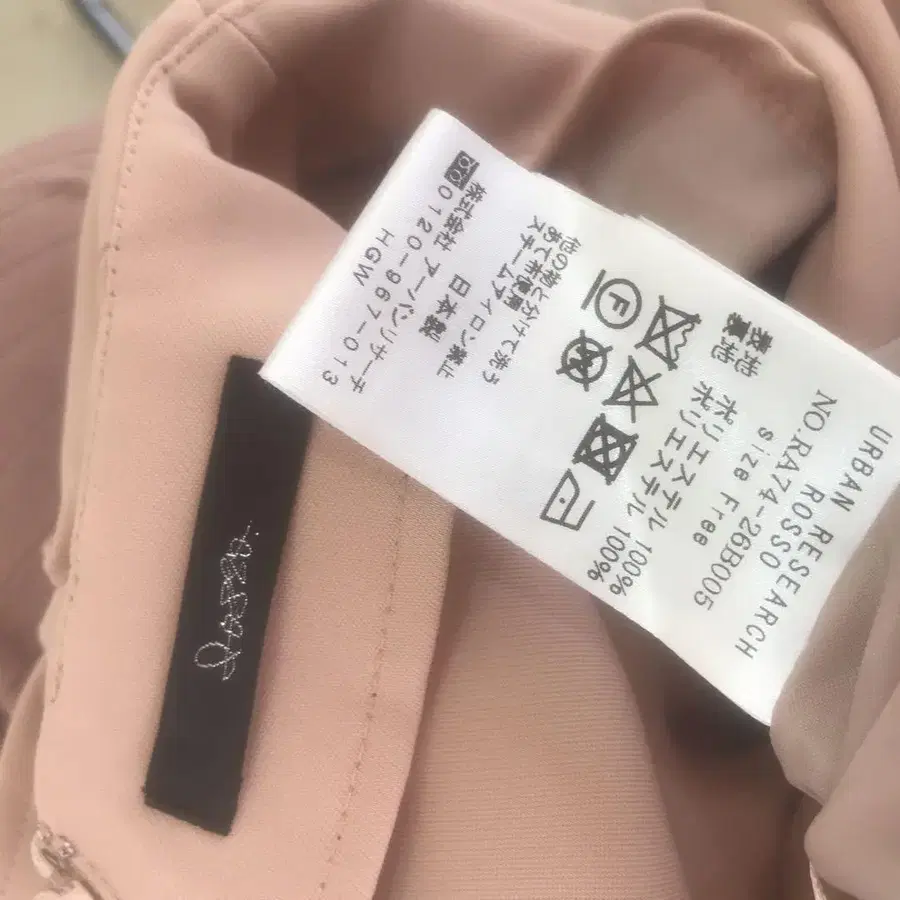 URBAN RESEARCH
ROSSO
NO.RA74-26B005
Size Free
表地 ポリエステル 100%
裏地 ポリエステル 100%
F
他の物と分けて洗う
あて布使用
スチームアイロン禁止
日本製
株式会社 アーバンリサーチ
0120-967-013
HGW
Rosso.